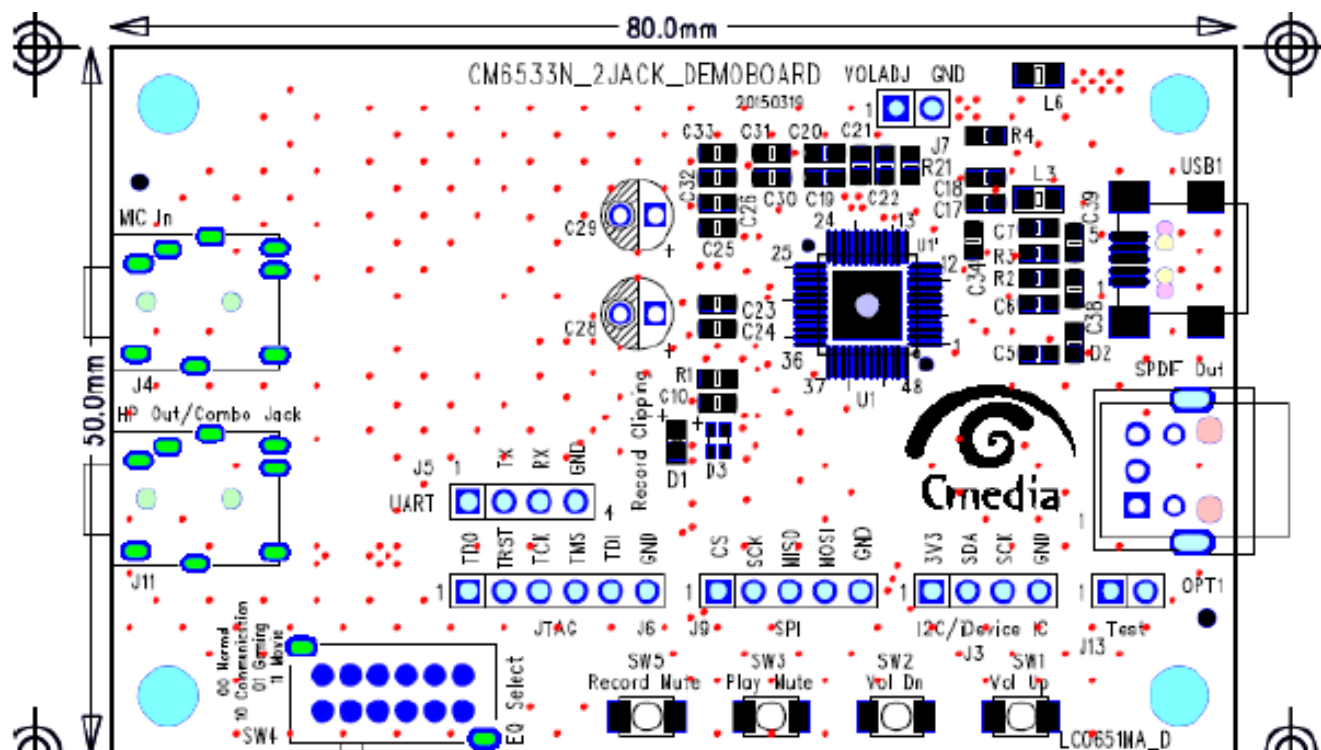 80.0mm
50.0mm
CM6533N_2JACK_DEMOBOARD
20150319
VOLADJ GND
1
J7
L6
R4
C33 C31 C20 C21
R21
C32 C30 C19 C22
C26
C25
C18
C17
L3
USB1
C39
C7
R3
R2
C6
C34
C38
C5
D2
1
MIC In
J4
C29
+
C28
+
24 13
25 12
U1
36 1
37 48
U1
C23
C24
R1
C10
+
+
D1
D3
Record Clipping
HP Out/Combo Jack
J11
SPDIF Out
1
OPT1
Cmedia
J5 1 TX RX GND
UART
4
TDO TRST TCK TMS TDI GND
1
JTAG J6
CS SCK MISO MOSI GND
1
J9 SPI
3V3 SDA SCK GND
1
I2C/iDevice IC
J3
1
Test
J13
00 Normal
10 Communication
01 Gaming
11 Movie
SW4
EQ Select
SW5
Record Mute
SW3
Play Mute
SW2
Vol Dn
SW1
Vol Up
LC0651MA_D